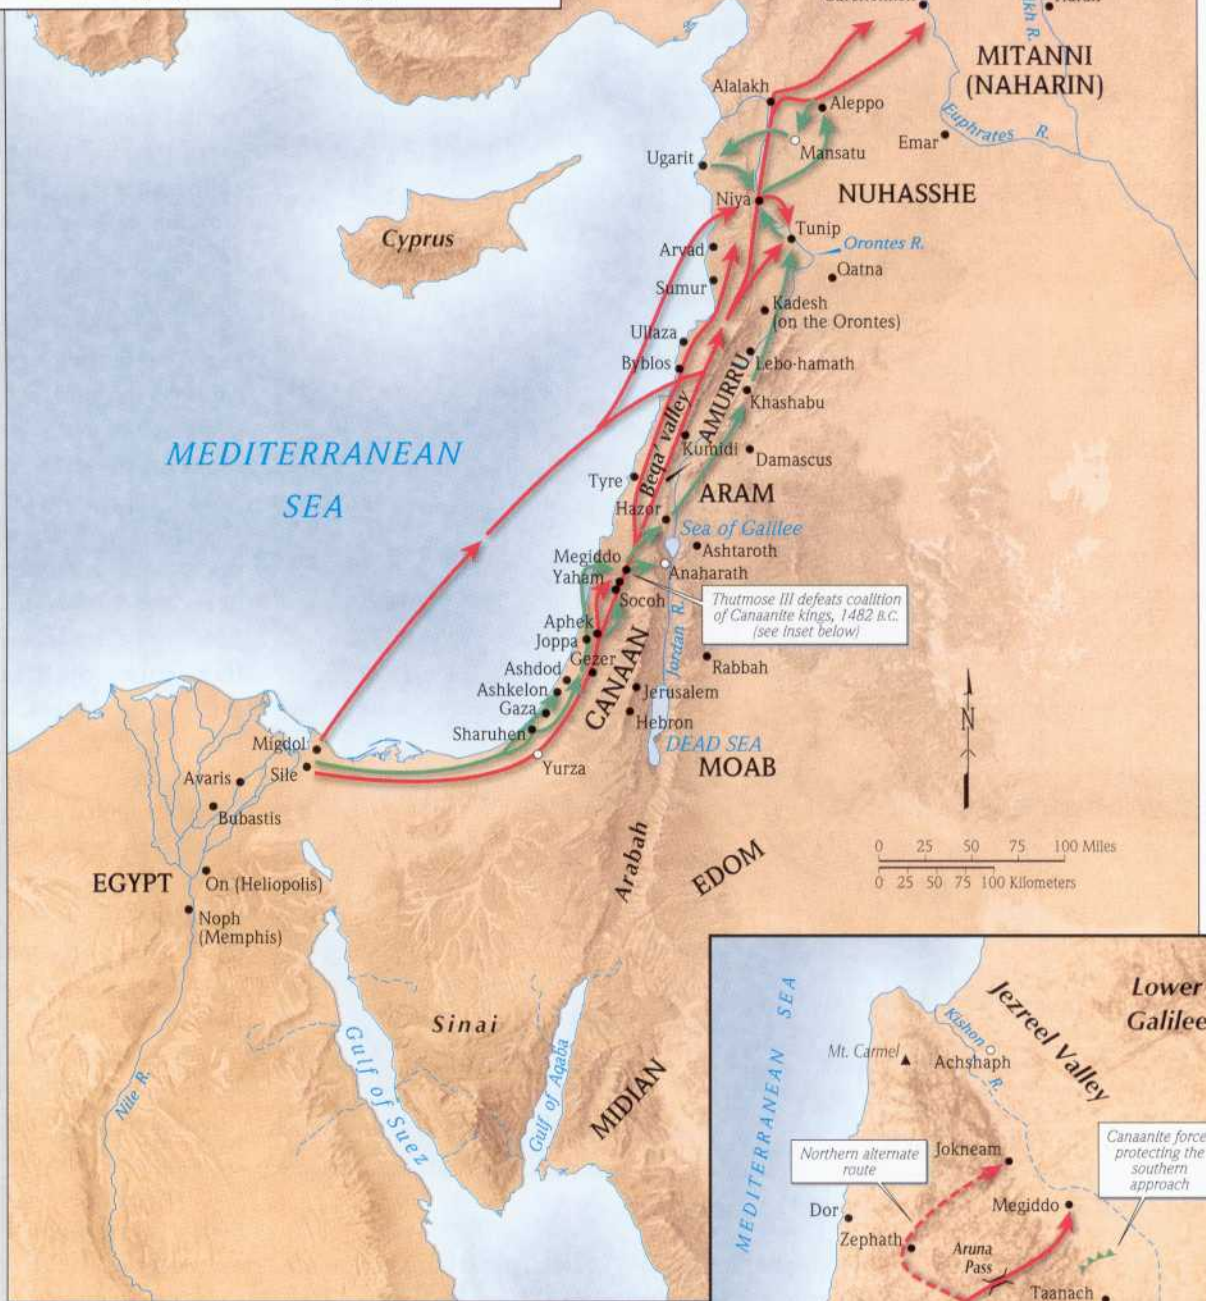 MITANNI
(NAHARIN)
Alalakh
Aleppo
Euphrates R.
Emar
Mansatu
Ugarit
NUHASSHE
Niya
Tunip
Orontes R.
Cyprus
Arvad
Qatna
Sumur
Kadesh
(on the Orontes)
Ullaza
Byblos
Lebo-hamath
AMURRU
Khashabu
Beqa' valley
MEDITERRANEAN
SEA
Kumidi
Damascus
Tyre
ARAM
Hazor
Sea of Galilee
Ashtaroth
Megiddo
Anaharath
Yaham
Socoh
Thutmose III defeats coalition
of Canaanite kings, 1482 B.C.
(see inset below)
Aphek
Joppa
Jordan R.
Gezer
Rabbah
Ashdod
CANAAN
Ashkelon
Jerusalem
Gaza
Hebron
Sharuhen
DEAD SEA
Migdol
MOAB
Sile
Yurza
Avaris
N
Bubastis
0 25 50 75 100 Miles
0 25 50 75 100 Kilometers
Arabah
EDOM
EGYPT
On (Heliopolis)
Noph
(Memphis)
Sinai
Gulf of Suez
Gulf of Aqaba
MIDIAN
Nile R.
MEDITERRANEAN SEA
Lower
Galilee
Jezreel Valley
Kishon R.
Mt. Carmel
Achshaph
Northern alternate
route
Jokneam
Canaanite force
protecting the
southern
approach
Megiddo
Dor
Zephath
Aruna
Pass
Taanach